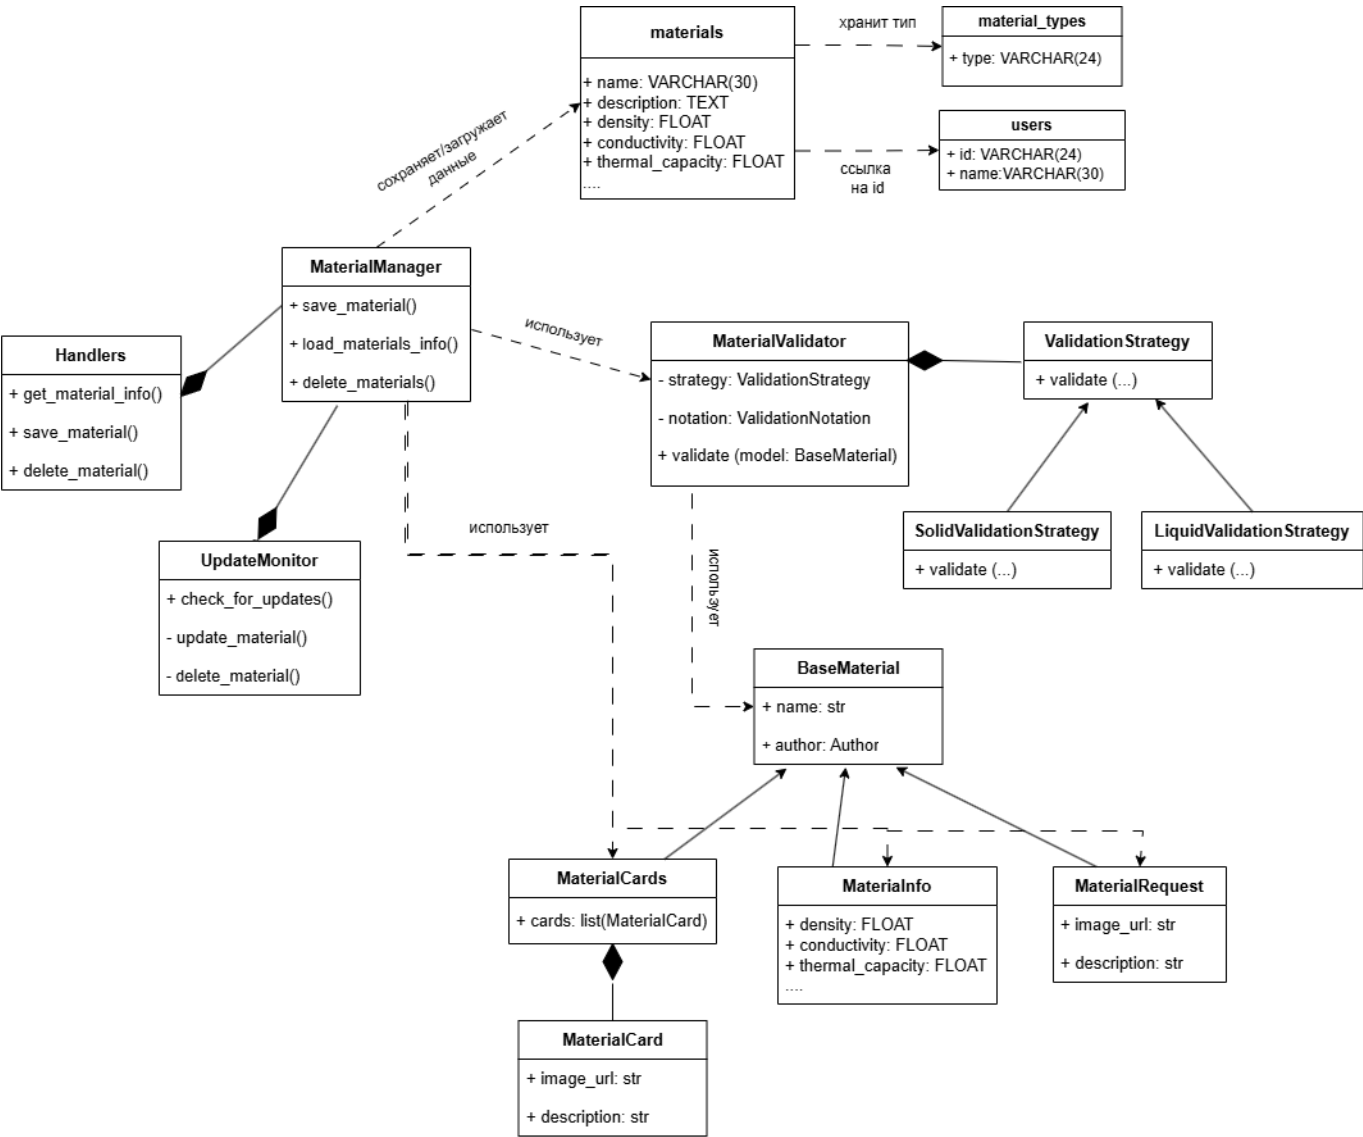 materials
+ name: VARCHAR(30)
+ description: TEXT
+ density: FLOAT
+ conductivity: FLOAT
+ thermal_capacity: FLOAT
....
хранит тип
material_types
+ type: VARCHAR(24)
ссылка
на id
users
+ id: VARCHAR(24)
+ name:VARCHAR(30)
сохраняет/загружает
данные
MaterialManager
+ save_material()
+ load_materials_info()
+ delete_materials()
Handlers
+ get_material_info()
+ save_material()
+ delete_material()
использует
MaterialValidator
- strategy: ValidationStrategy
- notation: ValidationNotation
+ validate (model: BaseMaterial)
ValidationStrategy
+ validate (...)
SolidValidationStrategy
+ validate (...)
LiquidValidationStrategy
+ validate (...)
использует
использует
UpdateMonitor
+ check_for_updates()
- update_material()
- delete_material()
BaseMaterial
+ name: str
+ author: Author
MaterialCards
+ cards: list(MaterialCard)
MateriaInfo
+ density: FLOAT
+ conductivity: FLOAT
+ thermal_capacity: FLOAT
....
MaterialRequest
+ image_url: str
+ description: str
MaterialCard
+ image_url: str
+ description: str